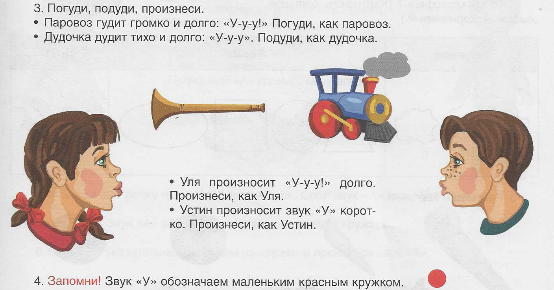 3. Погуди, подуди, произнеси.
• Паровоз гудит громко и долго: «У-у-у!» Погуди, как паровоз.
• Дудочка дудит тихо и долго: «У-у-у». Подуди, как дудочка.
• Уля произносит «У-у-у!» долго.
Произнеси, как Уля.
• Устин произносит звук «У» корот-
ко. Произнеси, как Устин.
4. Запомни! Звук «У» обозначаем маленьким красным кружком.